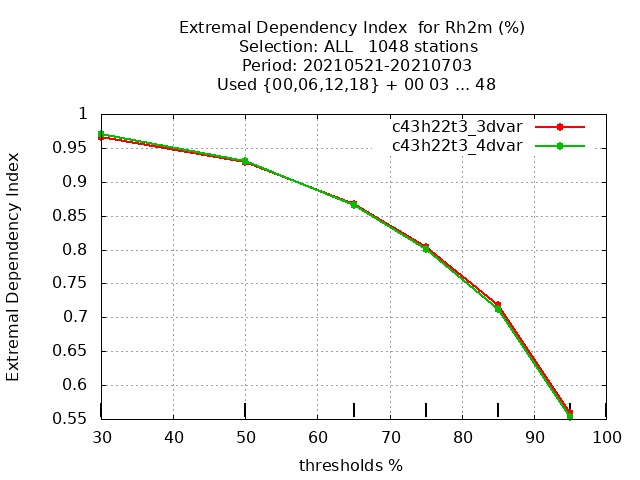 Extremal Dependency Index  for Rh2m (%)
Selection: ALL   1048 stations
Period: 20210521-20210703
Used {00,06,12,18} + 00 03 ... 48
1
0.95
0.9
0.85
0.8
0.75
0.7
0.65
0.6
0.55
Extremal Dependency Index
c43h22t3_3dvar
c43h22t3_4dvar
30 40 50 60 70 80 90 100
thresholds %